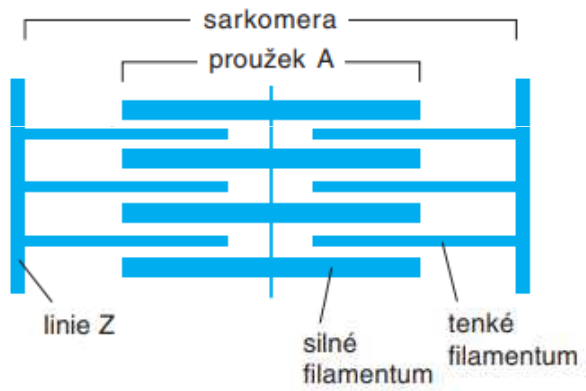 sarkomera
proužek A
linie Z
silné
filamentum
tenké
filamentum